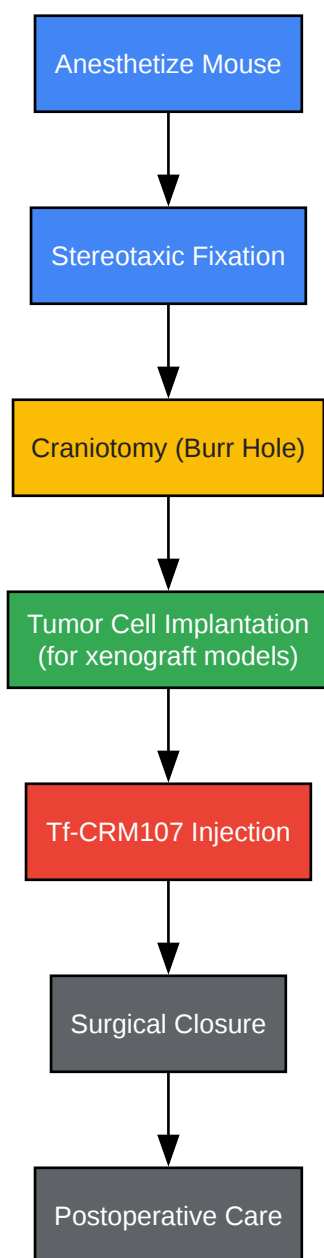 Anesthetize Mouse
Stereotaxic Fixation
Craniotomy (Burr Hole)
Tumor Cell Implantation
(for xenograft models)
Tf-CRM107 Injection
Surgical Closure
Postoperative Care